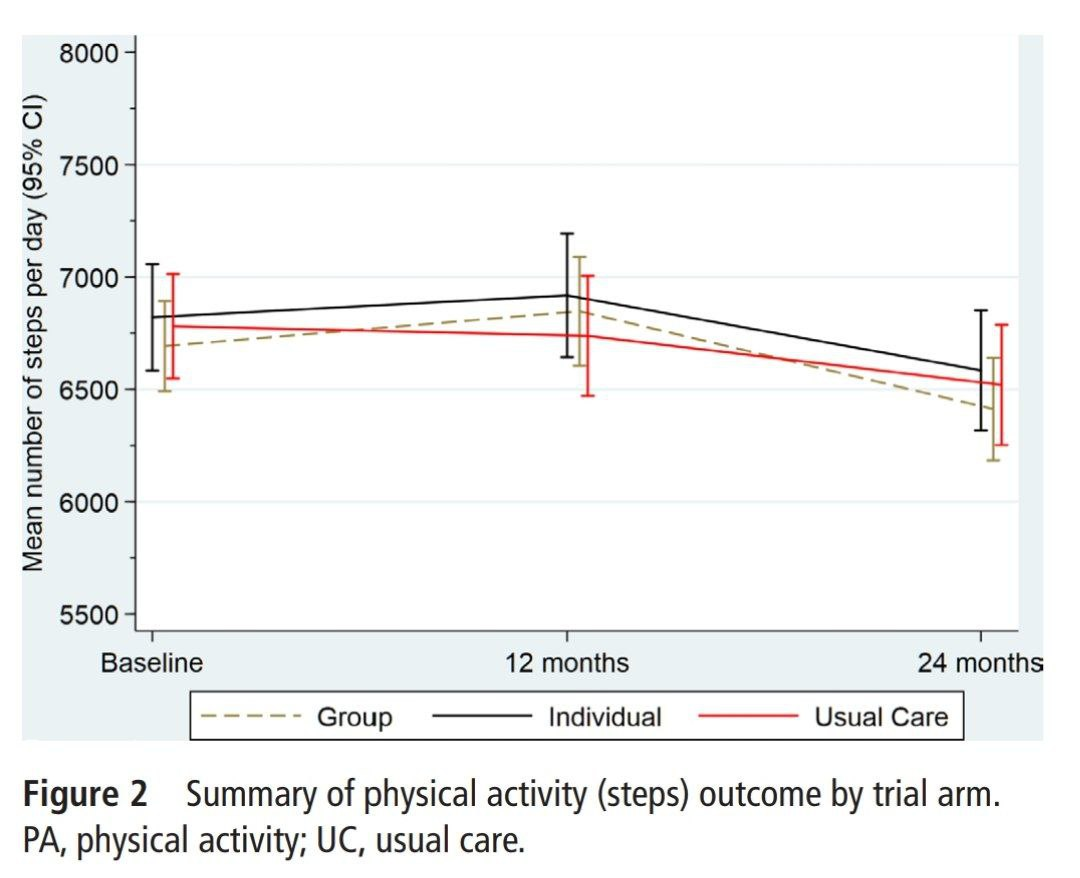 Mean number of steps per day (95% CI)
8000
7500
7000
6500
6000
5500
Baseline 12 months 24 months
Group Individual Usual Care
Figure 2 Summary of physical activity (steps) outcome by trial arm.
PA, physical activity; UC, usual care.